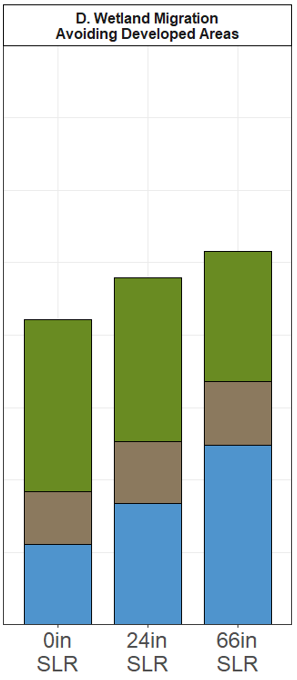 D. Wetland Migration
Avoiding Developed Areas
0in 24in 66in
SLR SLR SLR